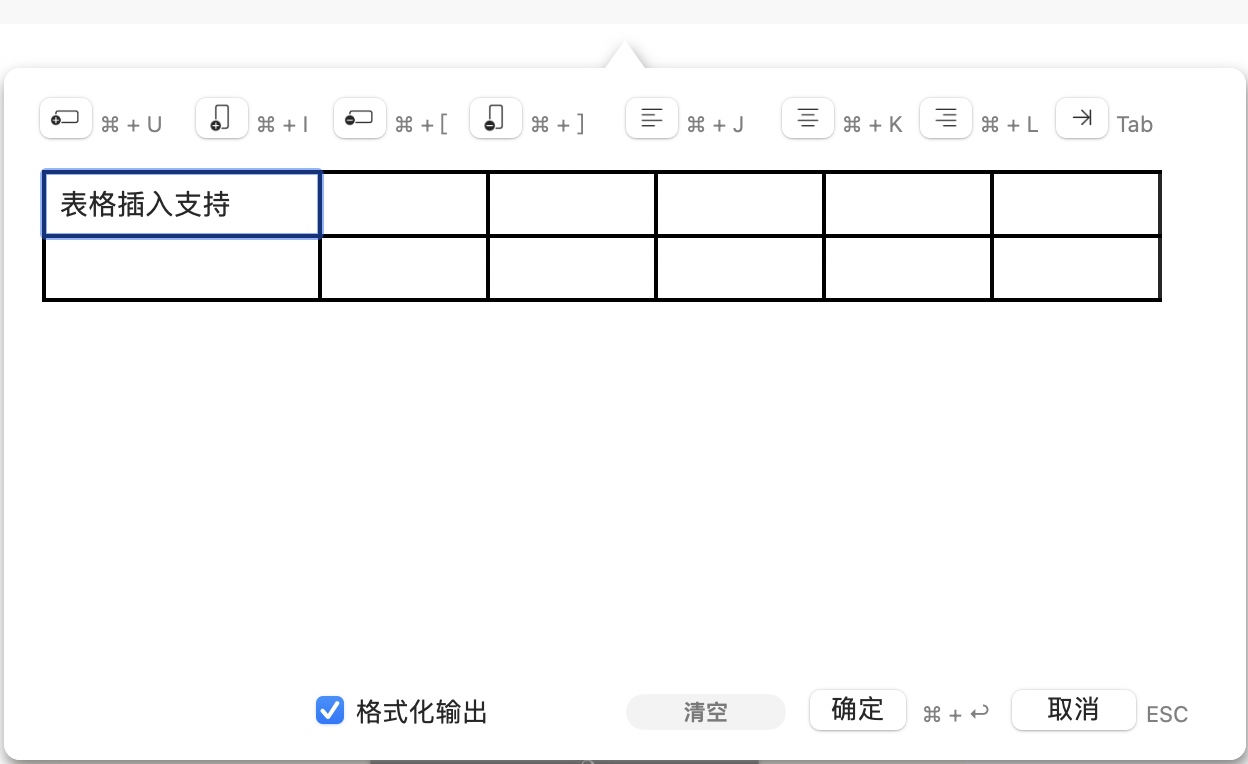 ⌘ + U ⌘ + I ⌘ + [ ⌘ + ] ⌘ + J ⌘ + K ⌘ + L Tab
表格插入支持
格式化输出 清空 确定 ⌘ + ↩ 取消 ESC